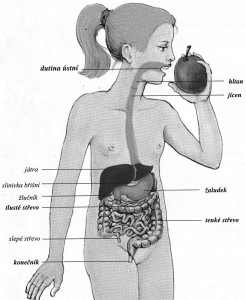 dutina ústní
hltan
jícen
játra
slinivka břišní
žlučník
tlusté střevo
slepé střevo
konečník
žaludek
tenké střevo